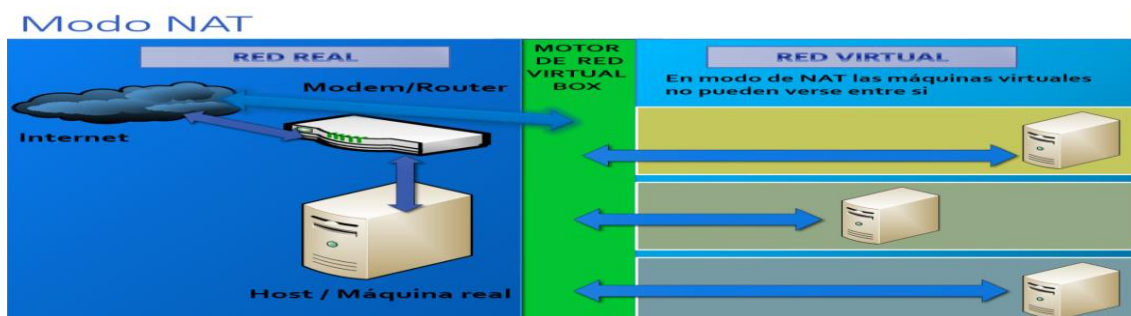 Modo NAT
RED REAL
Modem/Router
Internet
Host / Máquina real
MOTOR
DE RED
VIRTUAL
BOX
RED VIRTUAL
En modo de NAT las máquinas virtuales
no pueden verse entre si